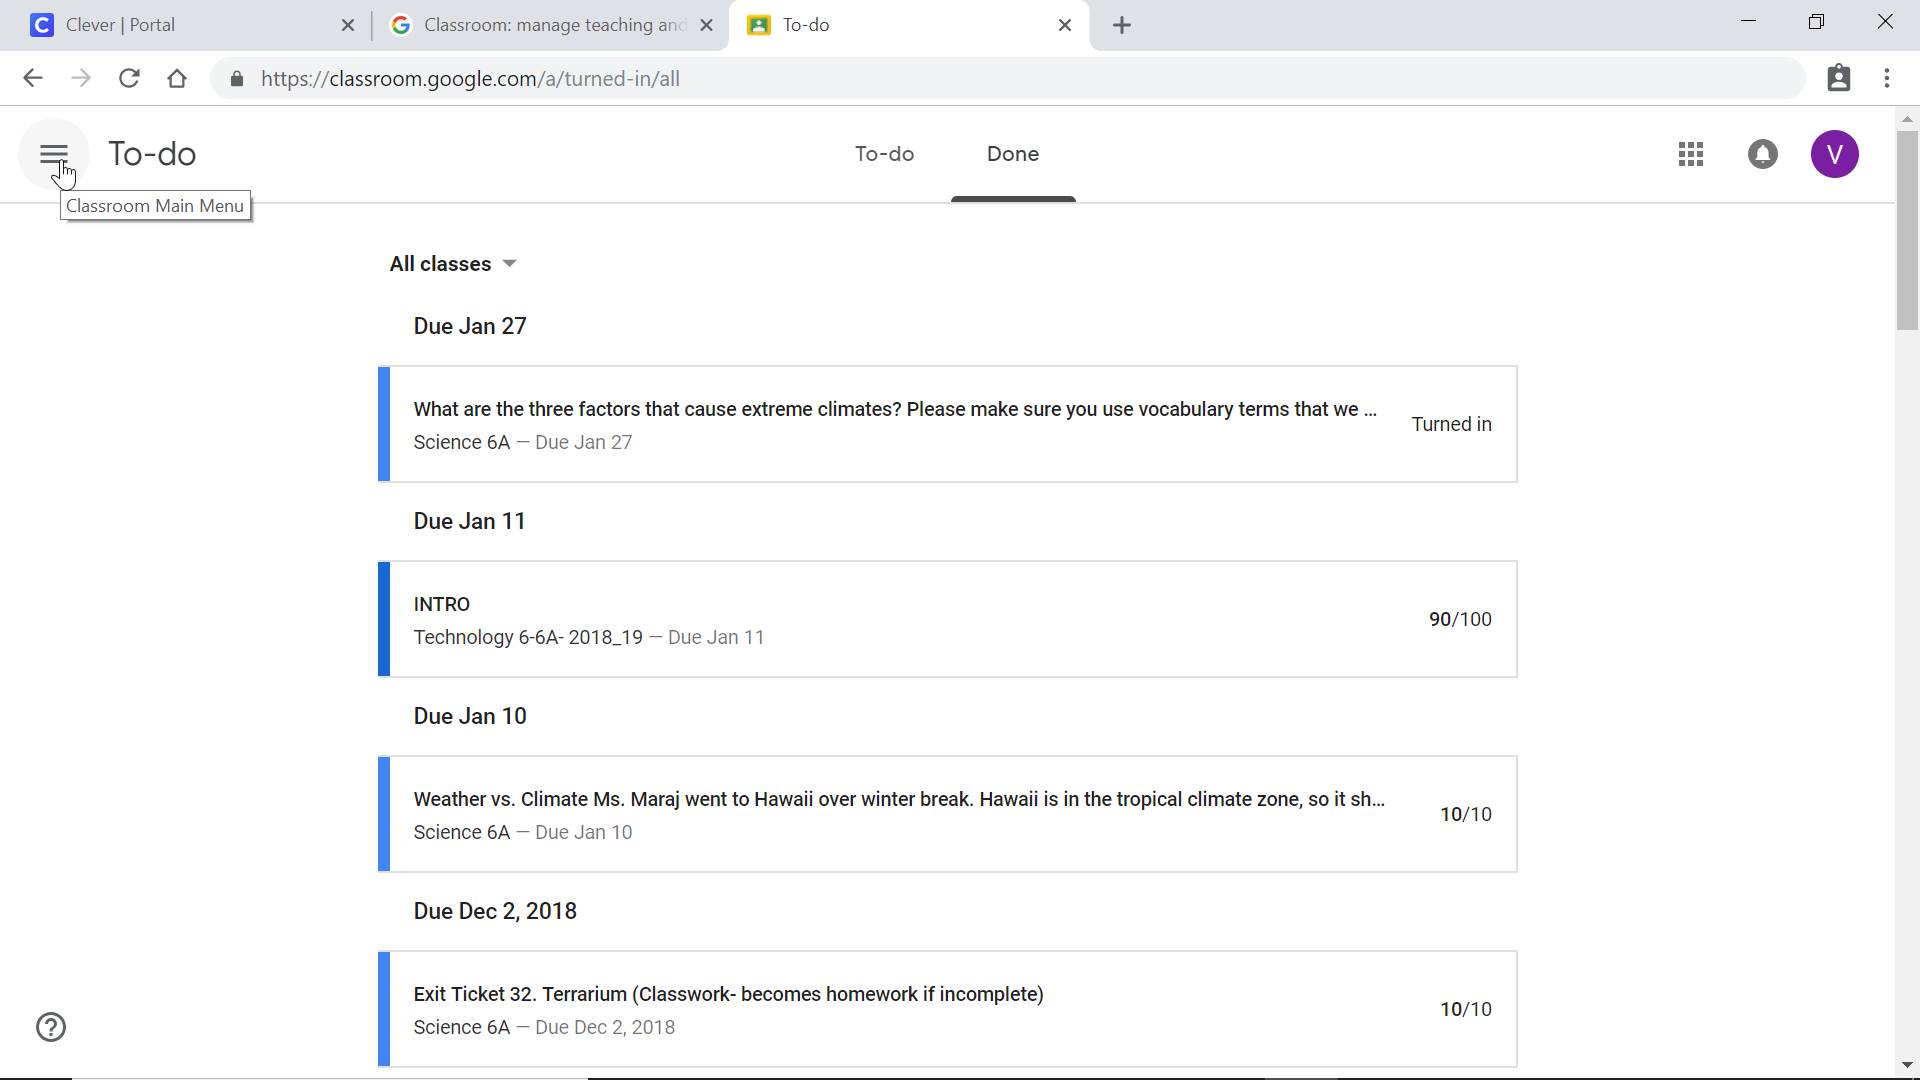 Clever | Portal
Classroom: manage teaching and
To-do
https://classroom.google.com/a/turned-in/all
To-do
To-do
Done
V
Classroom Main Menu
All classes
Due Jan 27
What are the three factors that cause extreme climates? Please make sure you use vocabulary terms that we ...
Science 6A — Due Jan 27
Turned in
Due Jan 11
INTRO
Technology 6-6A- 2018_19 — Due Jan 11
90/100
Due Jan 10
Weather vs. Climate Ms. Maraj went to Hawaii over winter break. Hawaii is in the tropical climate zone, so it sh...
Science 6A — Due Jan 10
10/10
Due Dec 2, 2018
Exit Ticket 32. Terrarium (Classwork- becomes homework if incomplete)
Science 6A — Due Dec 2, 2018
10/10